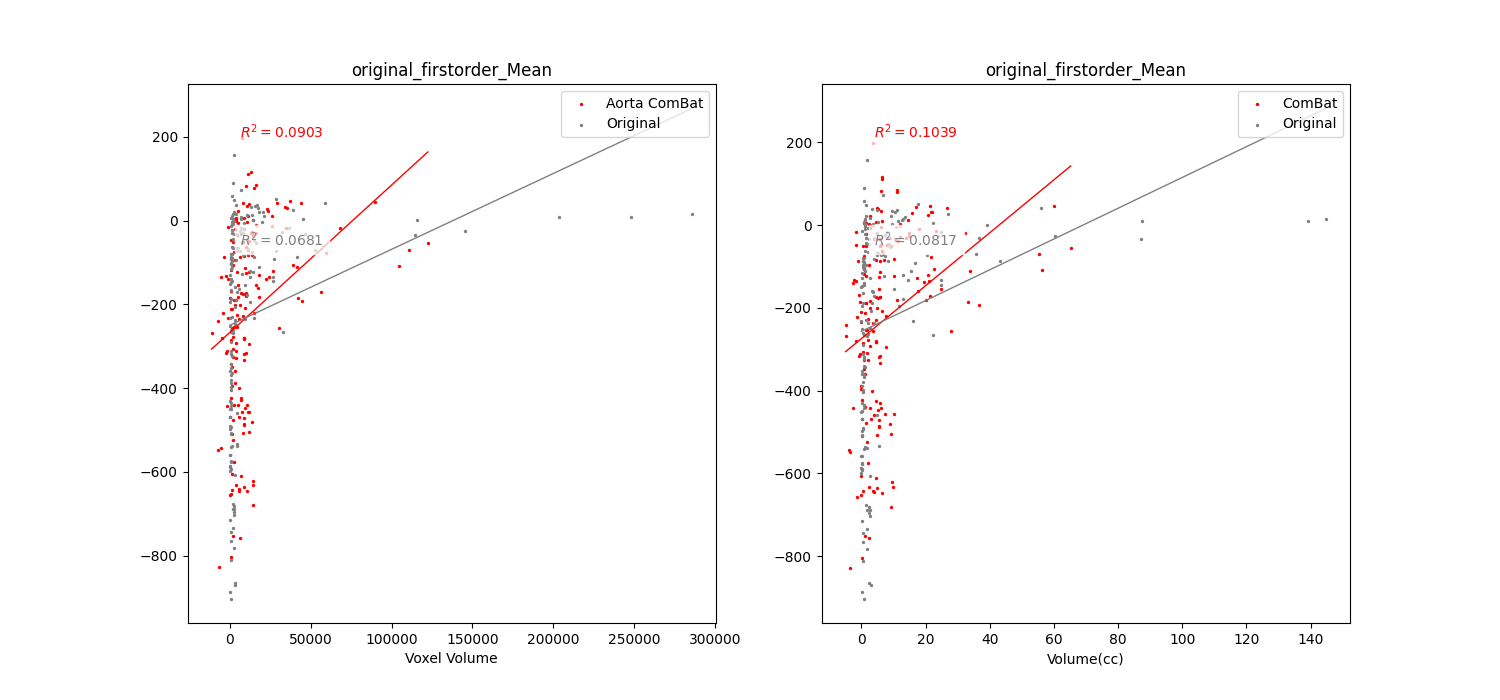 original_firstorder_Mean
Aorta ComBat
Original
R² = 0.0903
R² = 0.0681
200
0
−200
−400
−600
−800
0 50000 100000 150000 200000 250000 300000
Voxel Volume
original_firstorder_Mean
ComBat
Original
R² = 0.1039
R² = 0.0817
200
0
−200
−400
−600
−800
0 20 40 60 80 100 120 140
Volume(cc)